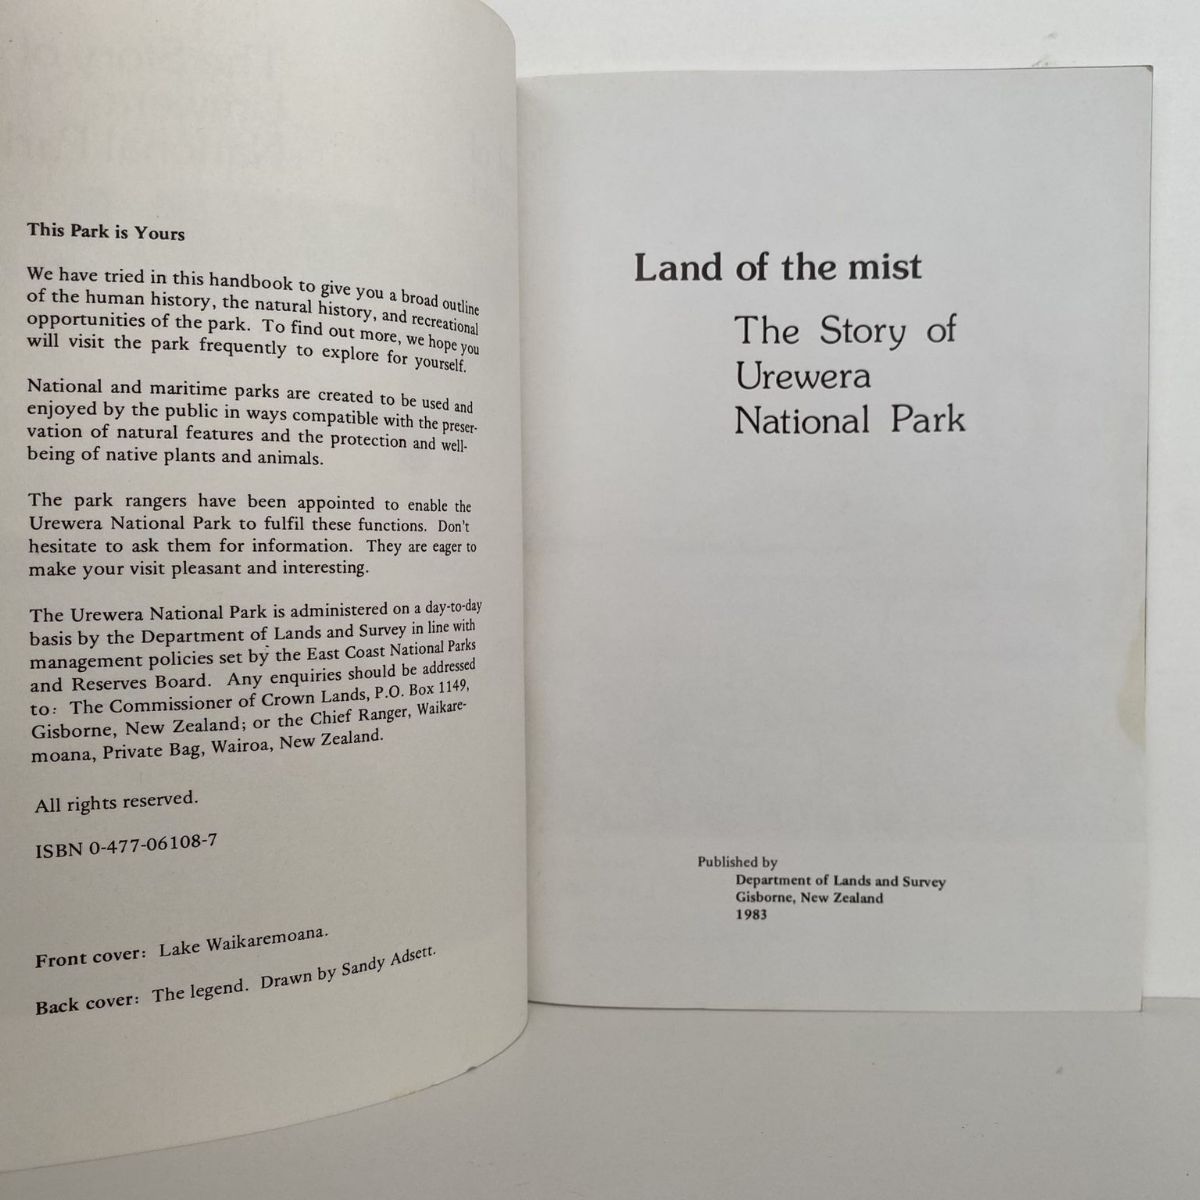 This Park is Yours
We have tried in this handbook to give you a broad outline
of the human history, the natural history, and recreational
opportunities of the park. To find out more, we hope you
will visit the park frequently to explore for yourself.
National and maritime parks are created to be used and
enjoyed by the public in ways compatible with the preser-
vation of natural features and the protection and well-
being of native plants and animals.
The park rangers have been appointed to enable the
Urewera National Park to fulfil these functions. Don't
hesitate to ask them for information. They are eager to
make your visit pleasant and interesting.
The Urewera National Park is administered on a day-to-day
basis by the Department of Lands and Survey in line with
management policies set by the East Coast National Parks
and Reserves Board. Any enquiries should be addressed
to: The Commissioner of Crown Lands, P.O. Box 1149,
Gisborne, New Zealand; or the Chief Ranger, Waikare-
moana, Private Bag, Wairoa, New Zealand.
All rights reserved.
ISBN 0-477-06108-7
Front cover: Lake Waikaremoana.
Back cover: The legend. Drawn by Sandy Adsett.
Land of the mist
The Story of
Urewera
National Park
Published by
Department of Lands and Survey
Gisborne, New Zealand
1983